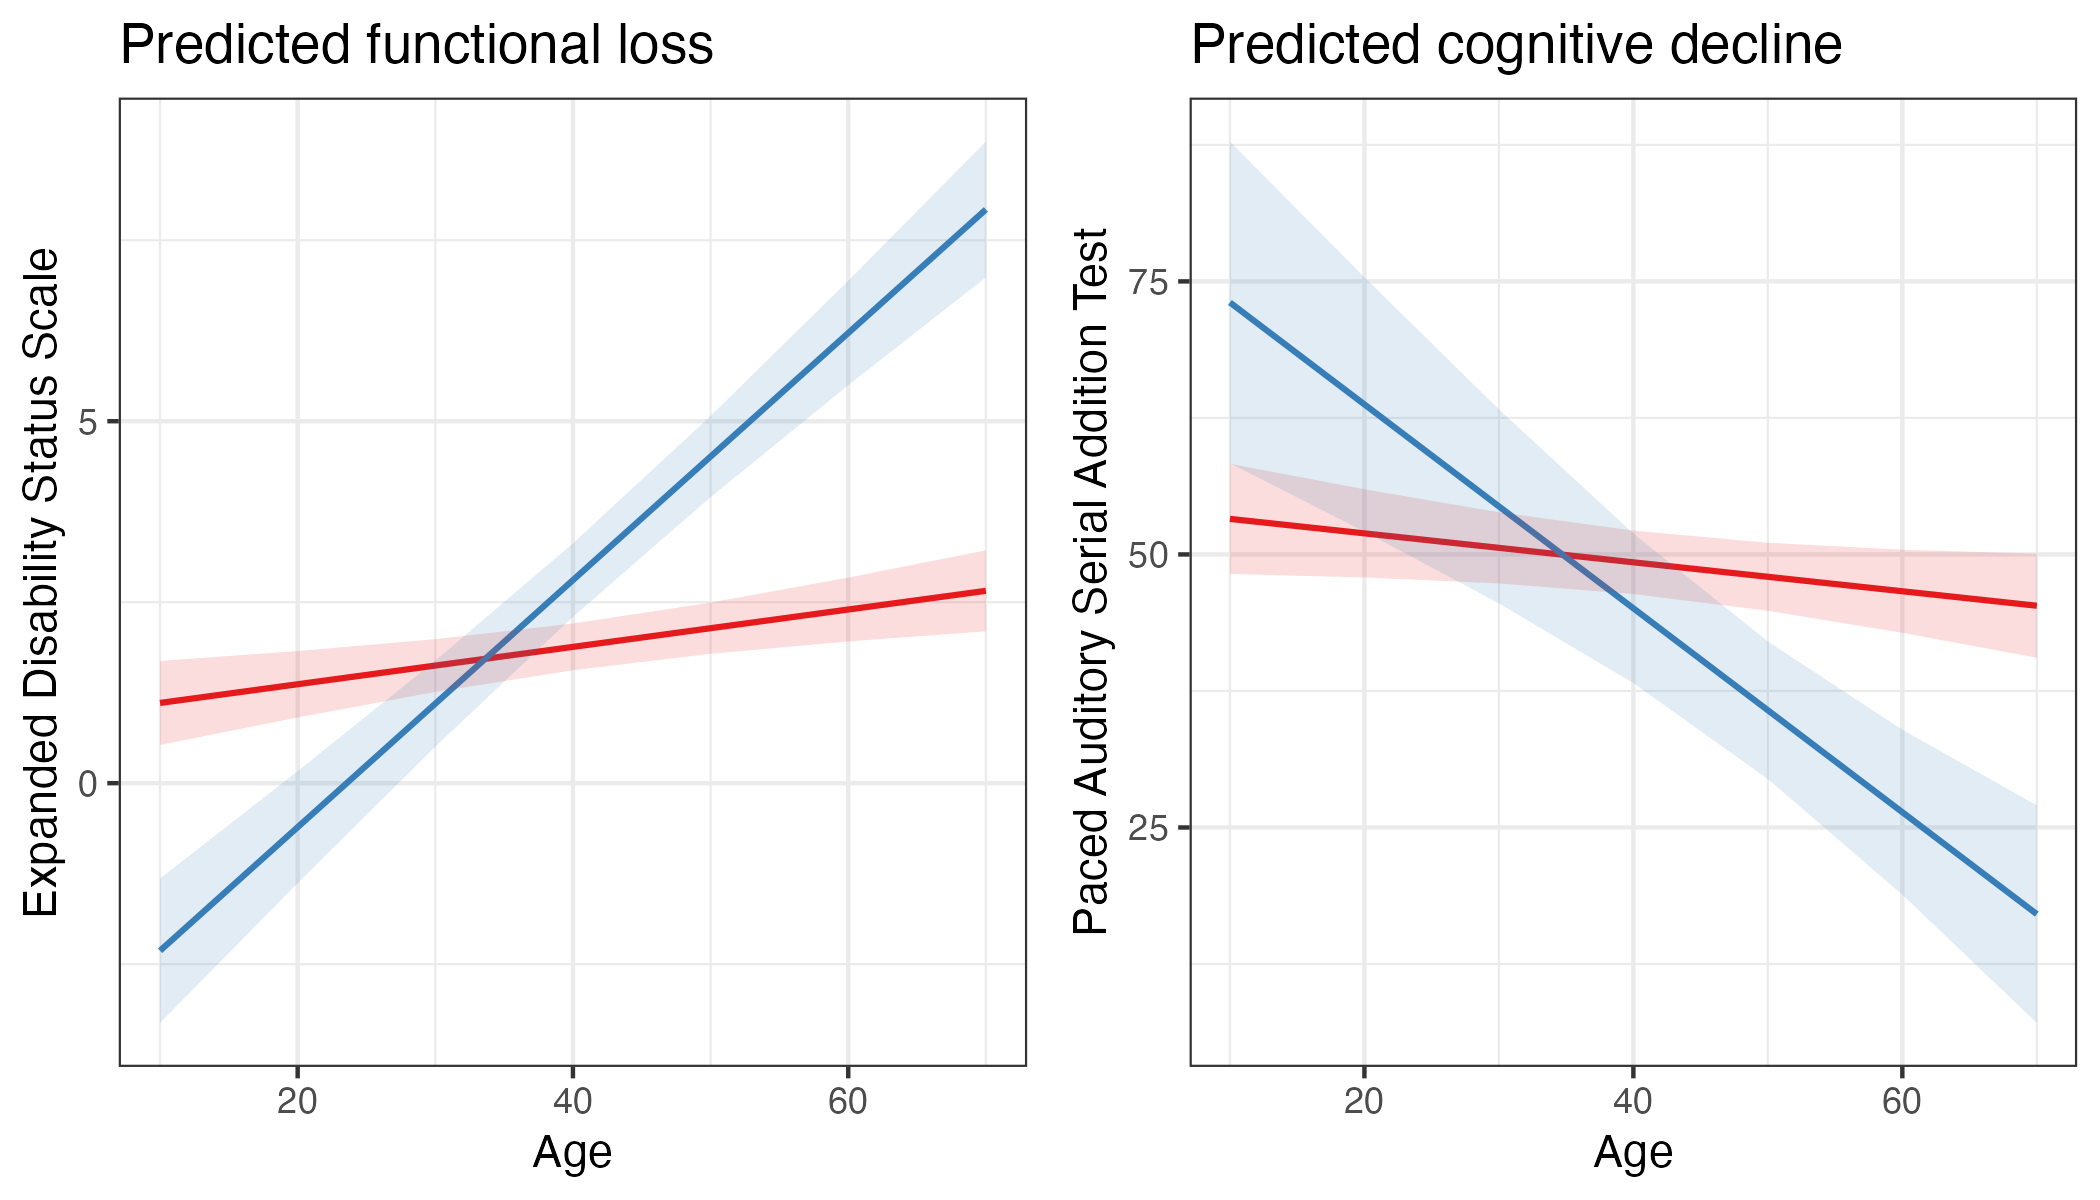 Predicted functional loss
Expanded Disability Status Scale
5
0
20
40
60
Age
Predicted cognitive decline
Paced Auditory Serial Addition Test
75
50
25
20
40
60
Age